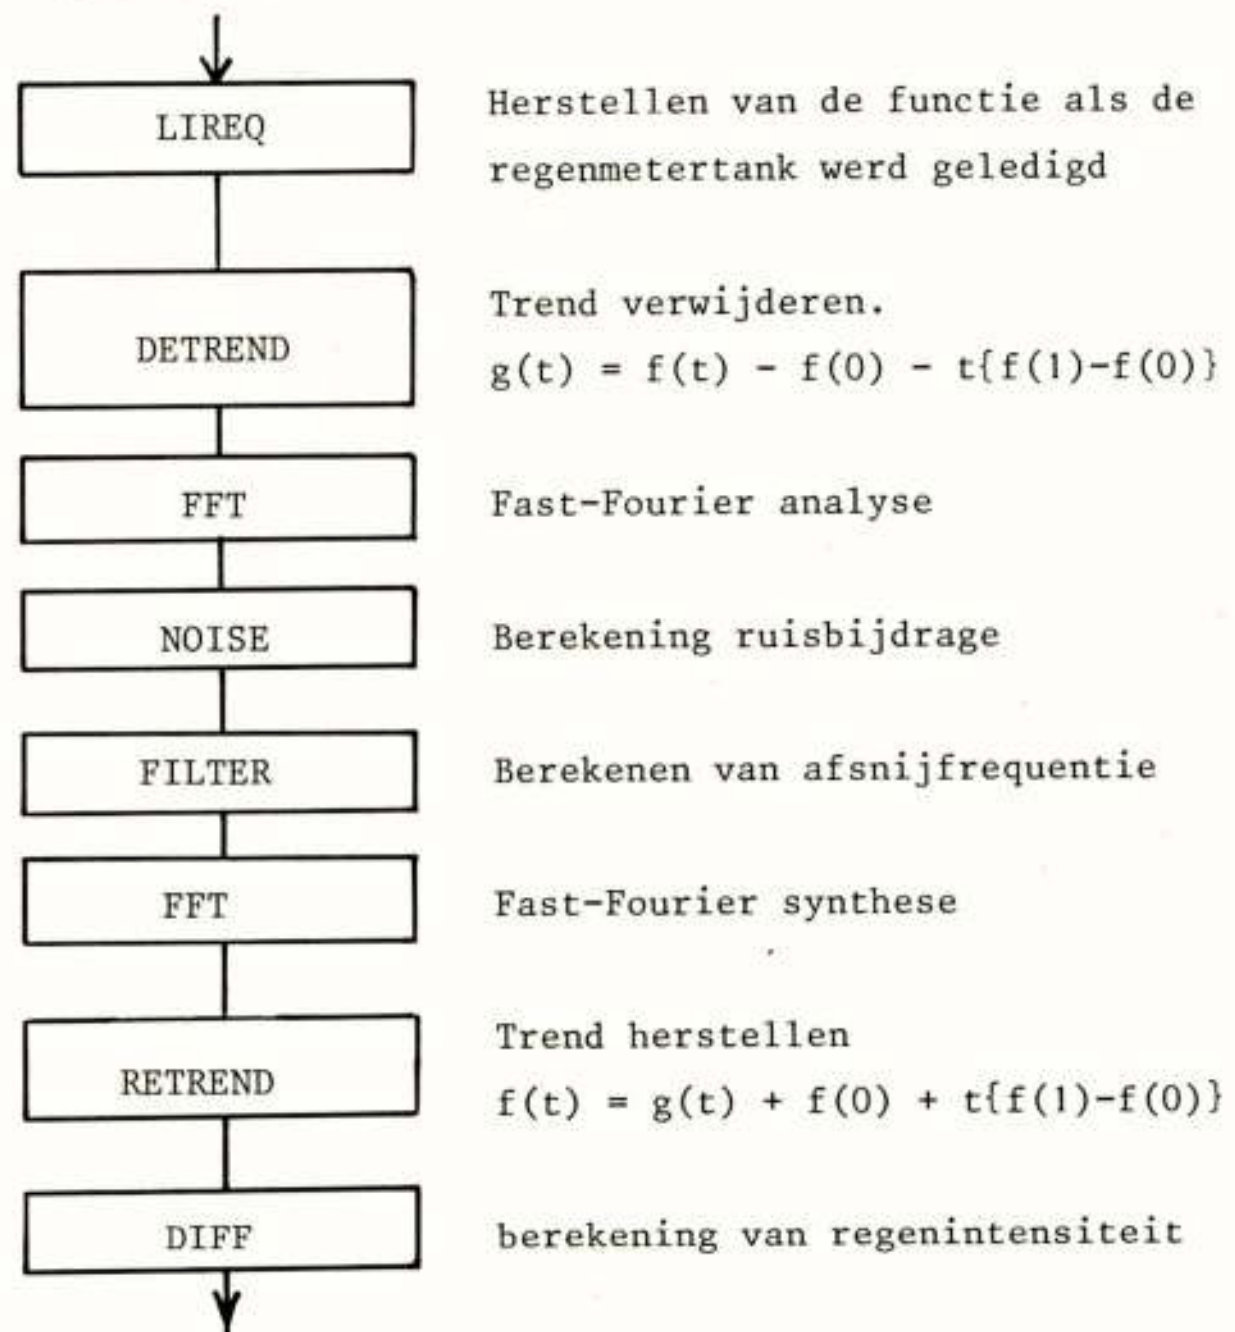 LIREQ
Herstellen van de functie als de
regenmetertank werd geledigd
DETREND
Trend verwijderen.
g(t) = f(t) - f(0) - t{f(1)-f(0)}
FFT
Fast-Fourier analyse
NOISE
Berekening ruisbijdrage
FILTER
Berekenen van afsnijfrequentie
FFT
Fast-Fourier synthese
RETREND
Trend herstellen
f(t) = g(t) + f(0) + t{f(1)-f(0)}
DIFF
berekening van regenintensiteit